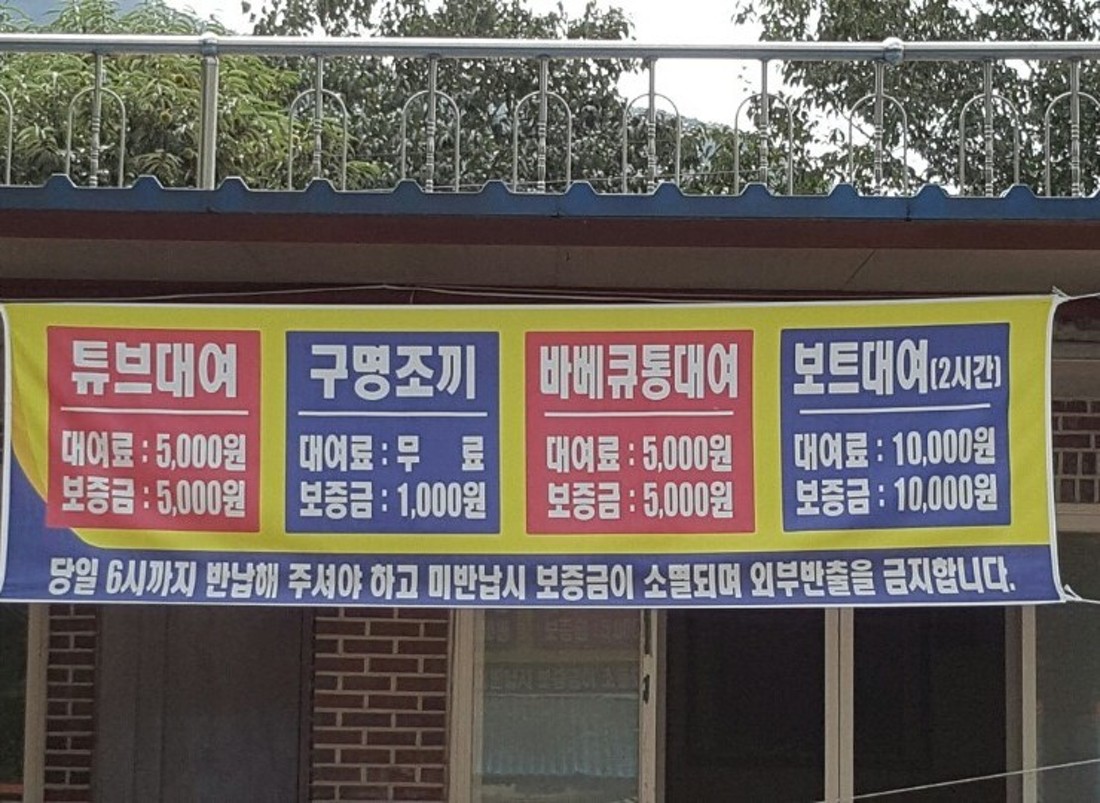 튜브대여
대여료 : 5,000원
보증금 : 5,000원
구명조끼
대여료 : 무 료
보증금 : 1,000원
바베큐통대여
대여료 : 5,000원
보증금 : 5,000원
보트대여(2시간)
대여료 : 10,000원
보증금 : 10,000원
당일 6시까지 반납해 주셔야 하고 미반납시 보증금이 소멸되며 외부반출을 금지합니다.